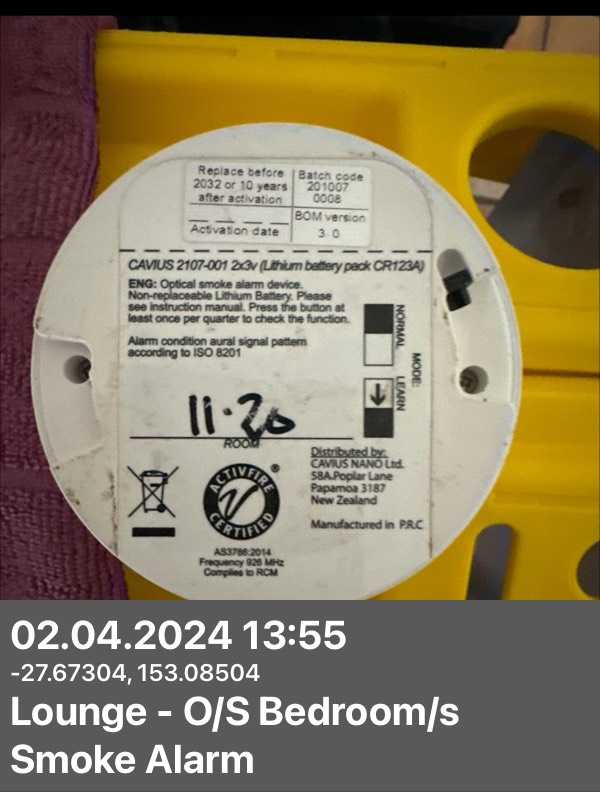 Replace before
2032 or 10 years
after activation
Activation date
Batch code
201007
0008
BOM version
3.0
CAVIUS 2107-001 2x3v (Lithium battery pack CR123A)
ENG: Optical smoke alarm device.
Non-replaceable Lithium Battery. Please
see instruction manual. Press the button at
least once per quarter to check the function.
Alarm condition aural signal pattern
according to ISO 8201
NORMAL
MODE:
LEARN
11.20
ROOM
ACTIVFIRE
®
CERTIFIED
AS3786:2014
Frequency 926 MHz
Complies to RCM
Distributed by:
CAVIUS NANO Ltd.
58A Poplar Lane
Papamoa 3187
New Zealand
Manufactured in P.R.C
02.04.2024 13:55
-27.67304, 153.08504
Lounge - O/S Bedroom/s
Smoke Alarm